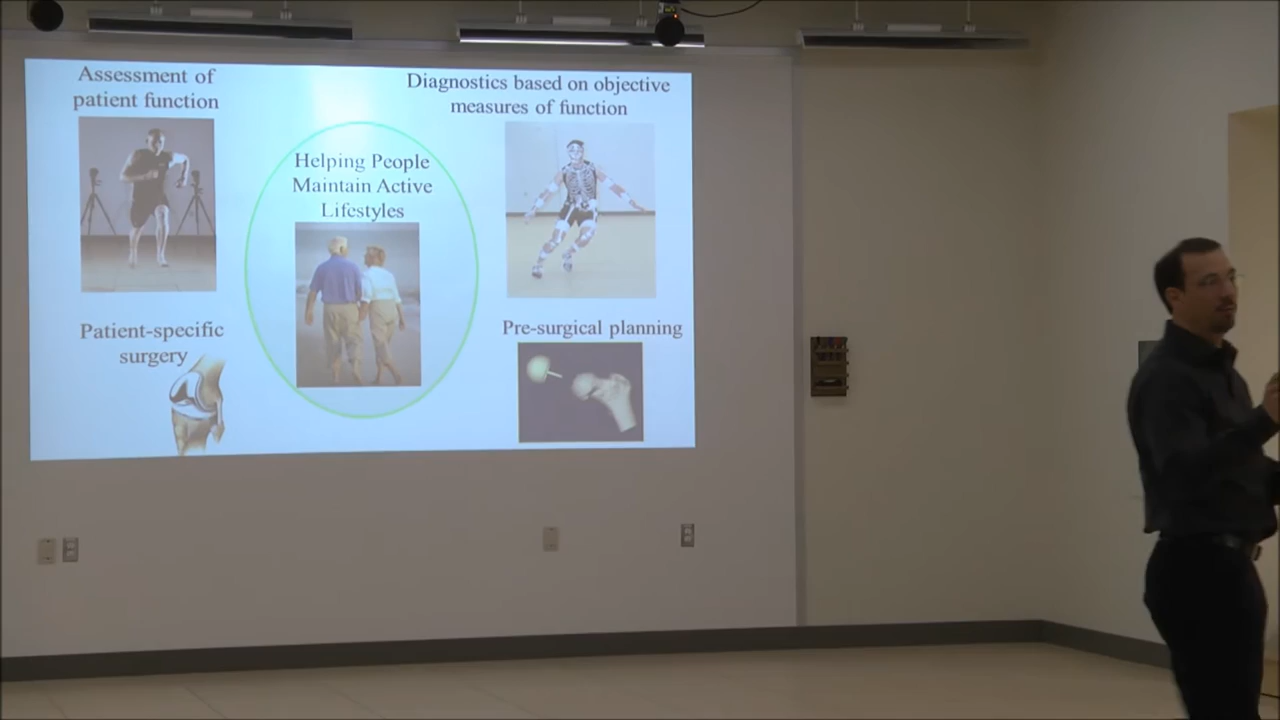 Assessment of
patient function
Diagnostics based on objective
measures of function
Helping People
Maintain Active
Lifestyles
Patient-specific
surgery
Pre-surgical planning